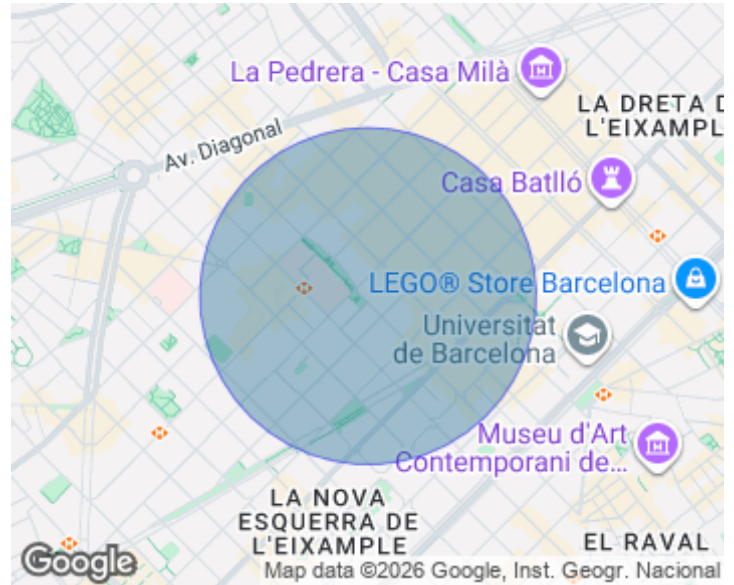 La Pedrera - Casa Milà
LA DRETA D
L'EIXAMPL
Av. Diagonal
Casa Batlló
LEGO® Store Barcelona
Universitat
de Barcelona
Museu d'Art
Contemporani de...
LA NOVA
ESQUERRA DE
L'EIXAMPLE
EL RAVAL
Google
Map data ©2026 Google, Inst. Geogr. Nacional